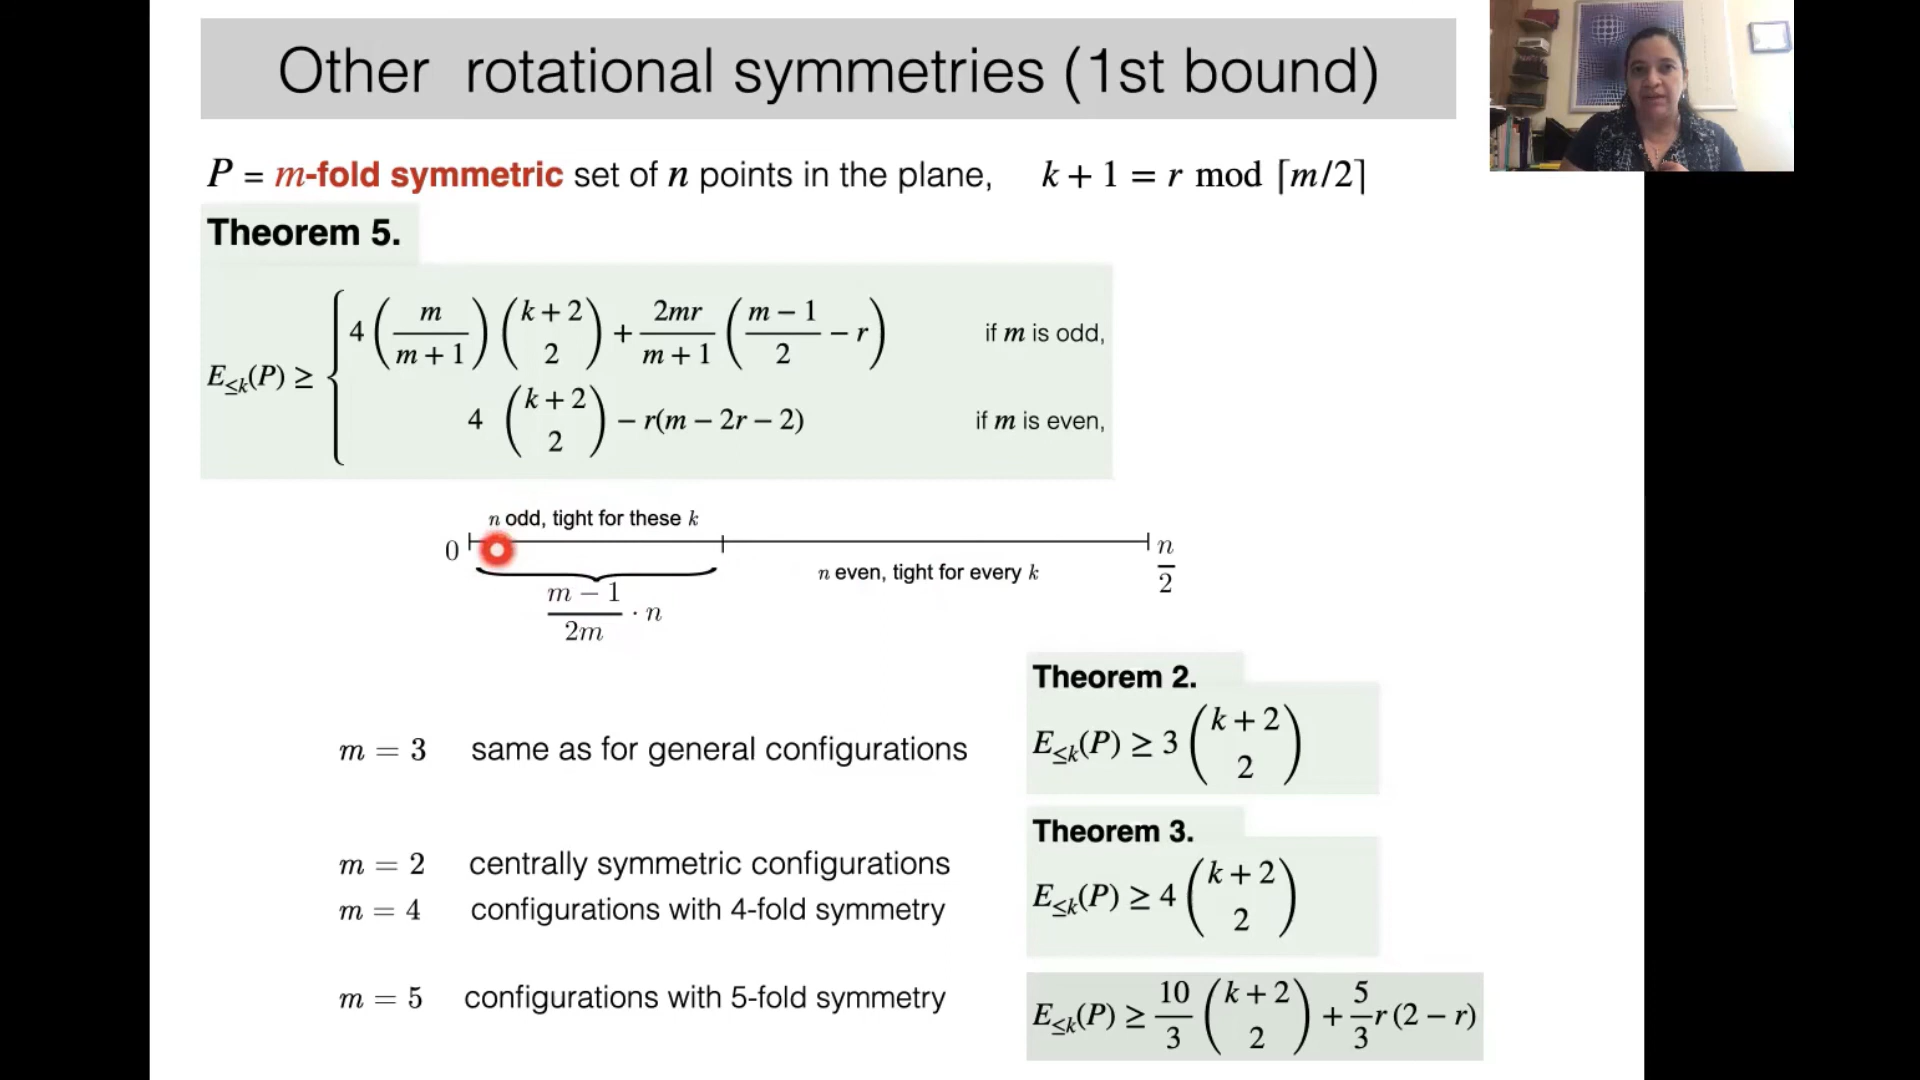 Other rotational symmetries (1st bound)
P = m-fold symmetric set of n points in the plane, k + 1 = r mod ⌈m/2⌉
Theorem 5.
E≤k(P) ≥ { 4 (m/(m + 1)) (k + 2 choose 2) + 2mr/(m + 1) ((m − 1)/2 − r) if m is odd,
4 (k + 2 choose 2) − r(m − 2r − 2) if m is even,
n odd, tight for these k
0
n/2
n even, tight for every k
(m − 1)/2m · n
Theorem 2.
m = 3 same as for general configurations E≤k(P) ≥ 3 (k + 2 choose 2)
Theorem 3.
m = 2 centrally symmetric configurations
m = 4 configurations with 4-fold symmetry E≤k(P) ≥ 4 (k + 2 choose 2)
m = 5 configurations with 5-fold symmetry E≤k(P) ≥ 10/3 (k + 2 choose 2) + 5/3 r (2 − r)